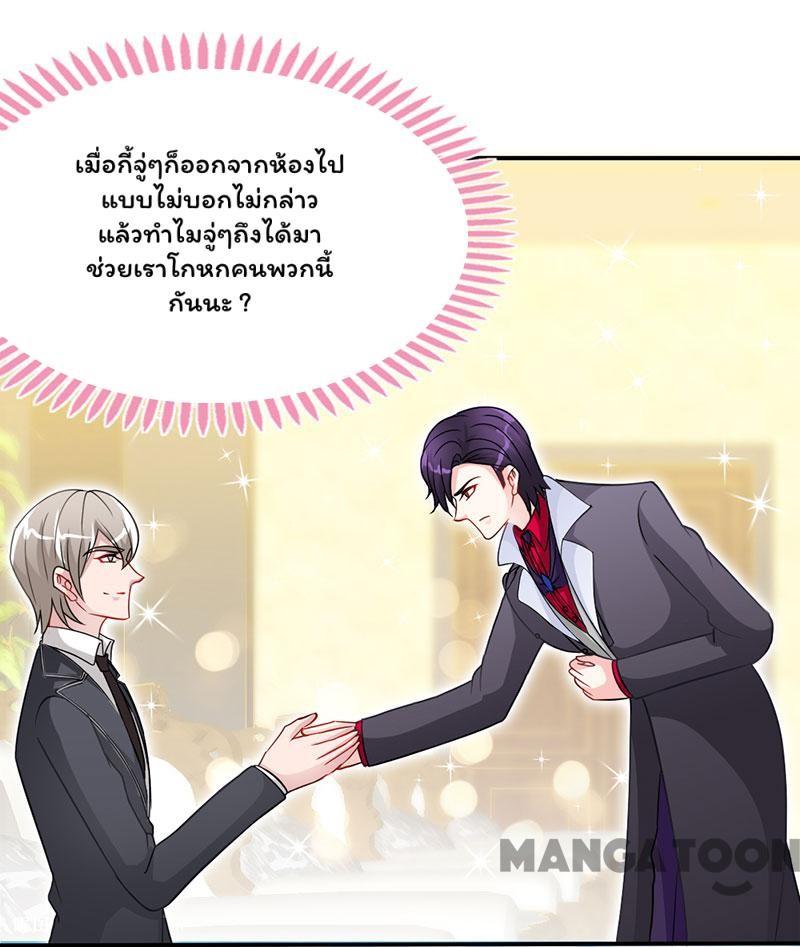 เมื่อกี้จู่ๆก็ออกจากห้องไป
แบบไม่บอกไม่กล่าว
แล้วทำไมจู่ๆถึงได้มา
ช่วยเราโกหกคนพวกนี้
กันนะ ?
MANGATOON